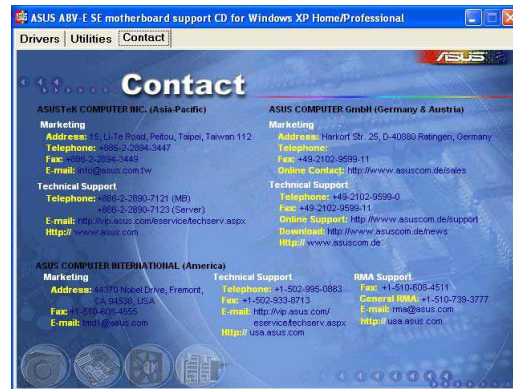 ASUS A8V-E SE motherboard support CD for Windows XP Home/Professional
Drivers Utilities Contact
ASUS
Contact
ASUSTeK COMPUTER INC. (Asia-Pacific)
Marketing
Address: 15, Li-Te Road, Peitou, Taipei, Taiwan 112
Telephone: +886-2-2894-3447
Fax: +886-2-2894-3449
E-mail: info@asus.com.tw
Technical Support
Telephone: +886-2-2890-7121 (MB)
+886-2-2890-7123 (Server)
E-mail: http://vip.asus.com/eservice/techserv.aspx
Http:// www.asus.com
ASUS COMPUTER GmbH (Germany & Austria)
Marketing
Address: Harkort Str. 25, D-40880 Ratingen, Germany
Telephone:
Fax: +49-2102-9599-11
Online Contact: http://www.asuscom.de/sales
Technical Support
Telephone: +49-2102-9599-0
Fax: +49-2102-9599-11
Online Support: http://www.asuscom.de/support
Download: http://www.asuscom.de/news
Http:// www.asuscom.de
ASUS COMPUTER INTERNATIONAL (America)
Marketing
Address: 44370 Nobel Drive, Fremont,
CA 94538, USA
Fax: +1-510-608-4555
E-mail: tmd1@asus.com
Technical Support
Telephone: +1-502-995-0883
Fax: +1-502-933-8713
E-mail: http://vip.asus.com/
eservice/techserv.aspx
Http:// usa.asus.com
RMA Support
Fax: +1-510-608-4511
General RMA: +1-510-739-3777
E-mail: rma@asus.com
http:// usa.asus.com